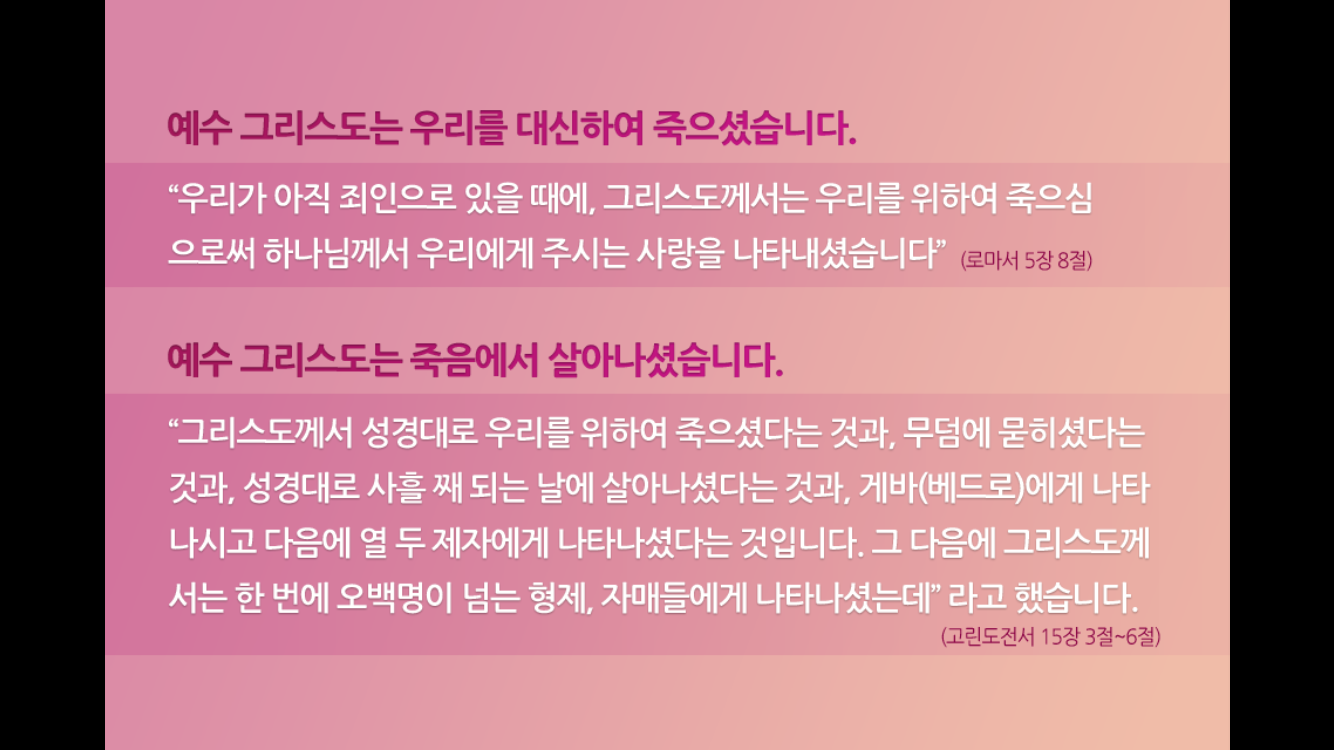 예수 그리스도는 우리를 대신하여 죽으셨습니다.
“우리가 아직 죄인으로 있을 때에, 그리스도께서는 우리를 위하여 죽으심
으로써 하나님께서 우리에게 주시는 사랑을 나타내셨습니다” (로마서 5장 8절)
예수 그리스도는 죽음에서 살아나셨습니다.
“그리스도께서 성경대로 우리를 위하여 죽으셨다는 것과, 무덤에 묻히셨다는
것과, 성경대로 사흘 째 되는 날에 살아나셨다는 것과, 게바(베드로)에게 나타
나시고 다음에 열 두 제자에게 나타나셨다는 것입니다. 그 다음에 그리스도께
서는 한 번에 오백명이 넘는 형제, 자매들에게 나타나셨는데” 라고 했습니다.
(고린도전서 15장 3절~6절)